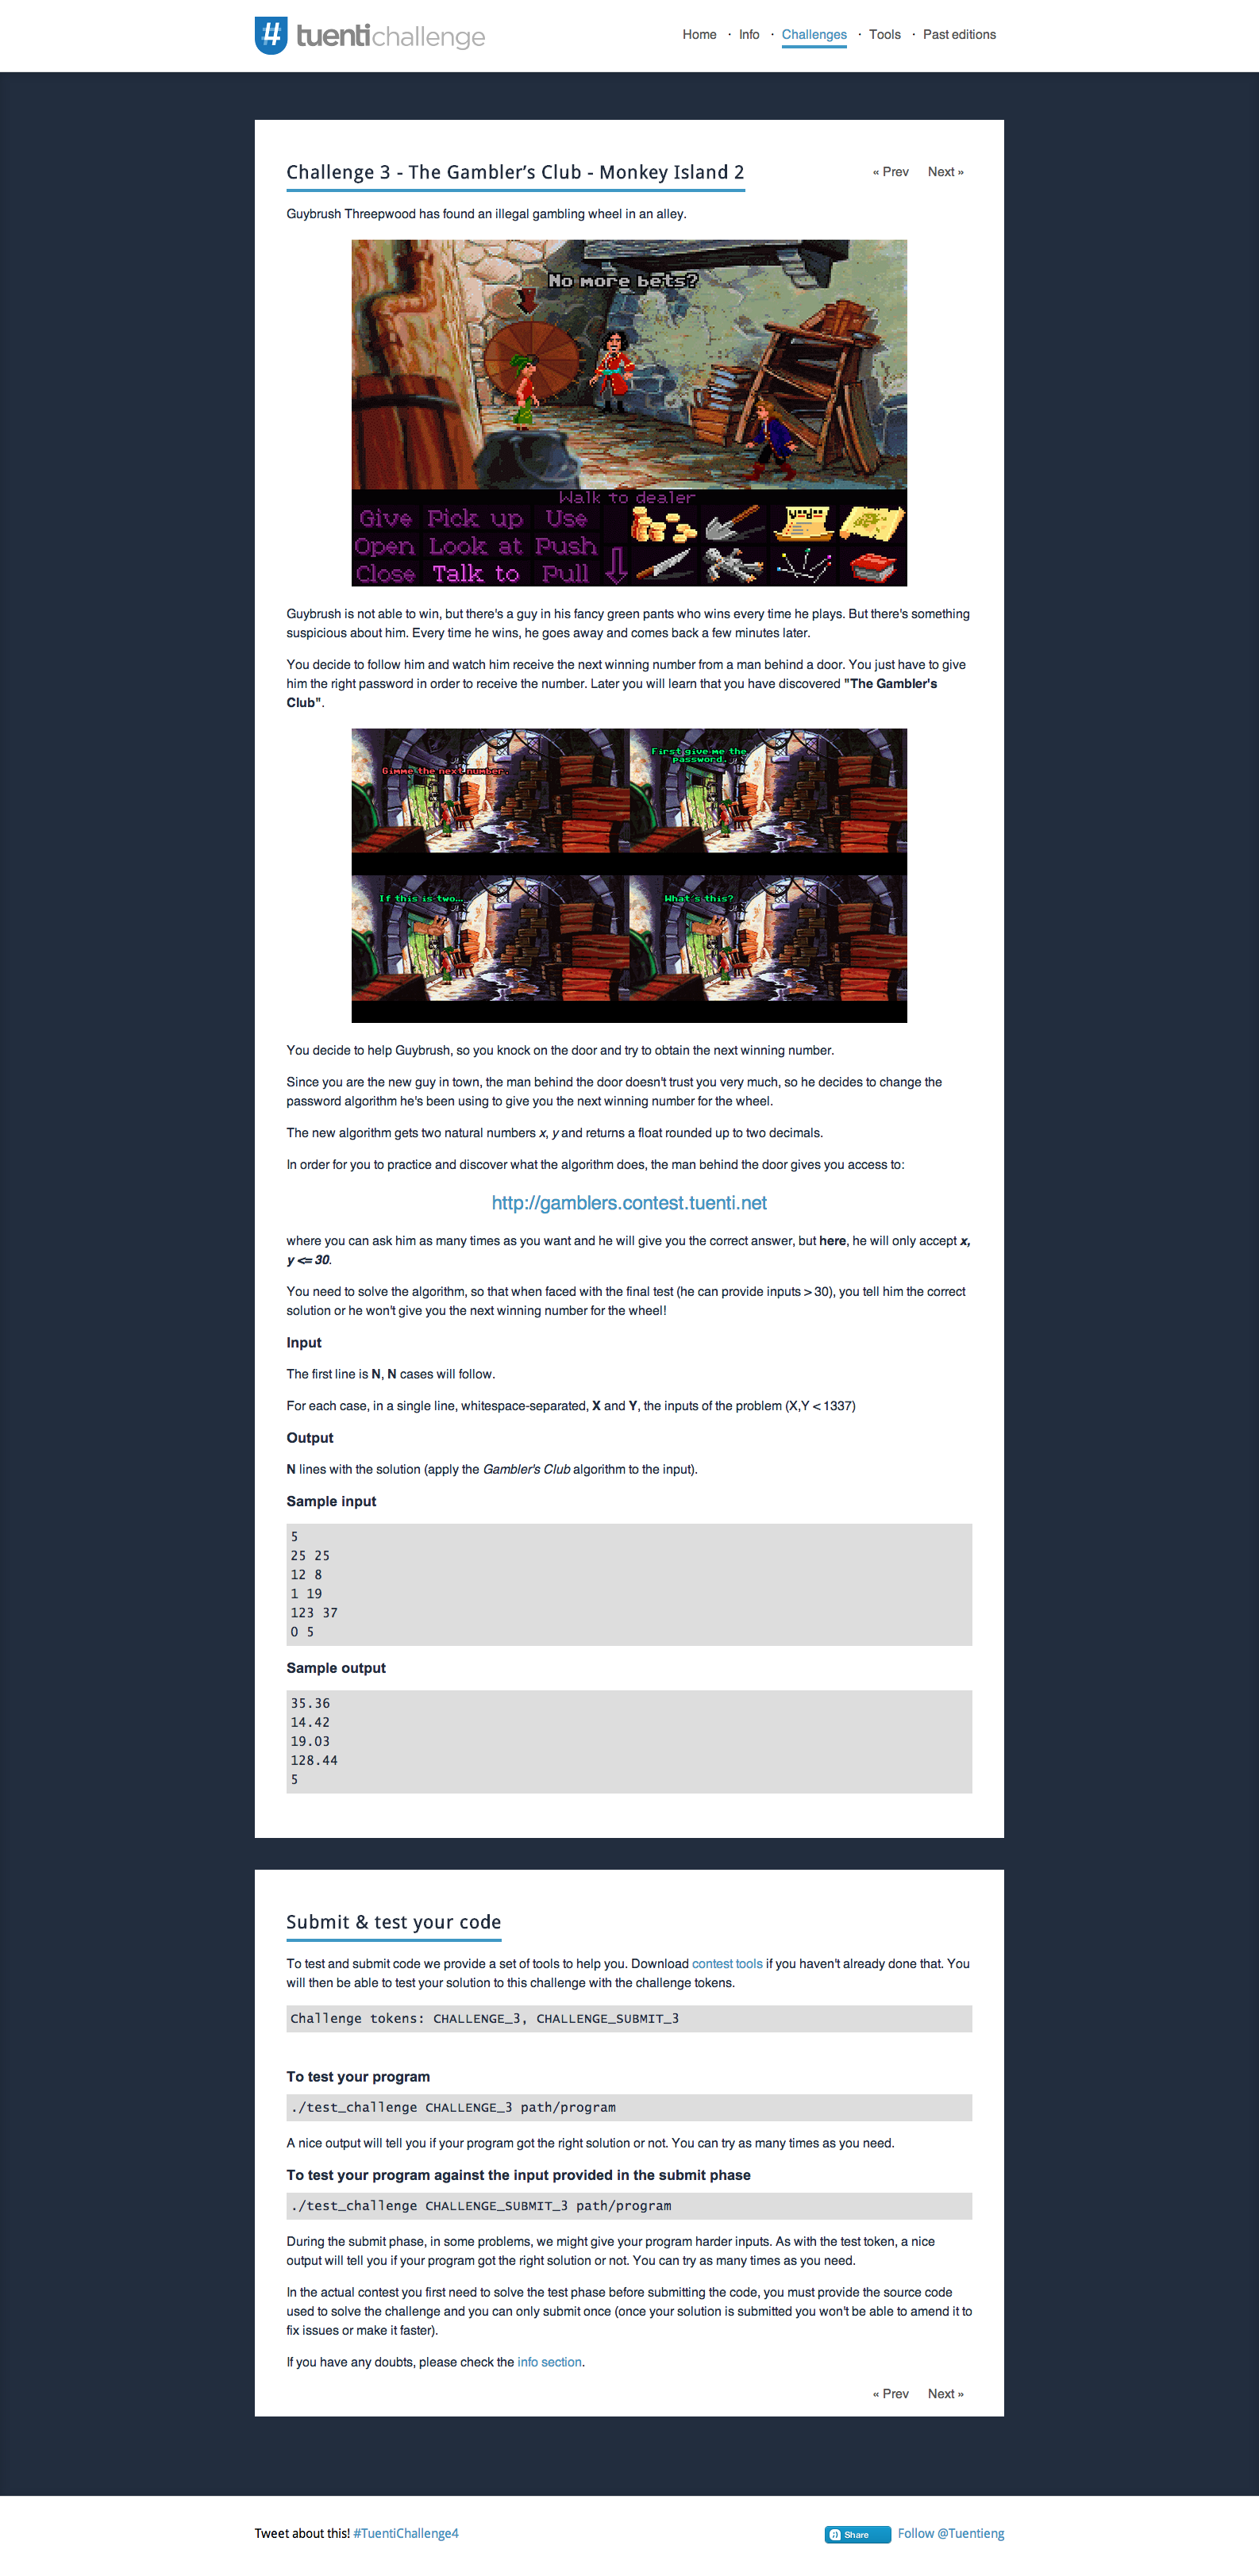 # tuentichallenge
Home · Info · Challenges · Tools · Past editions
Challenge 3 - The Gambler’s Club - Monkey Island 2
« Prev Next »
Guybrush Threepwood has found an illegal gambling wheel in an alley.
No more bets?
Walk to dealer
Give Pick up Use
Open Look at Push
Close Talk to Pull
Guybrush is not able to win, but there's a guy in his fancy green pants who wins every time he plays. But there's something
suspicious about him. Every time he wins, he goes away and comes back a few minutes later.
You decide to follow him and watch him receive the next winning number from a man behind a door. You just have to give
him the right password in order to receive the number. Later you will learn that you have discovered "The Gambler's
Club".
Gimme the next number.
First give me the
password.
If this is two...
What's this?
You decide to help Guybrush, so you knock on the door and try to obtain the next winning number.
Since you are the new guy in town, the man behind the door doesn't trust you very much, so he decides to change the
password algorithm he's been using to give you the next winning number for the wheel.
The new algorithm gets two natural numbers x, y and returns a float rounded up to two decimals.
In order for you to practice and discover what the algorithm does, the man behind the door gives you access to:
http://gamblers.contest.tuenti.net
where you can ask him as many times as you want and he will give you the correct answer, but here, he will only accept x,
y <= 30.
You need to solve the algorithm, so that when faced with the final test (he can provide inputs > 30), you tell him the correct
solution or he won't give you the next winning number for the wheel!
Input
The first line is N, N cases will follow.
For each case, in a single line, whitespace-separated, X and Y, the inputs of the problem (X,Y < 1337)
Output
N lines with the solution (apply the Gambler's Club algorithm to the input).
Sample input
5
25 25
12 8
1 19
123 37
0 5
Sample output
35.36
14.42
19.03
128.44
5
Submit & test your code
To test and submit code we provide a set of tools to help you. Download contest tools if you haven't already done that. You
will then be able to test your solution to this challenge with the challenge tokens.
Challenge tokens: CHALLENGE_3, CHALLENGE_SUBMIT_3
To test your program
./test_challenge CHALLENGE_3 path/program
A nice output will tell you if your program got the right solution or not. You can try as many times as you need.
To test your program against the input provided in the submit phase
./test_challenge CHALLENGE_SUBMIT_3 path/program
During the submit phase, in some problems, we might give your program harder inputs. As with the test token, a nice
output will tell you if your program got the right solution or not. You can try as many times as you need.
In the actual contest you first need to solve the test phase before submitting the code, you must provide the source code
used to solve the challenge and you can only submit once (once your solution is submitted you won't be able to amend it to
fix issues or make it faster).
If you have any doubts, please check the info section.
« Prev Next »
Tweet about this! #TuentiChallenge4
Share Follow @Tuentieng